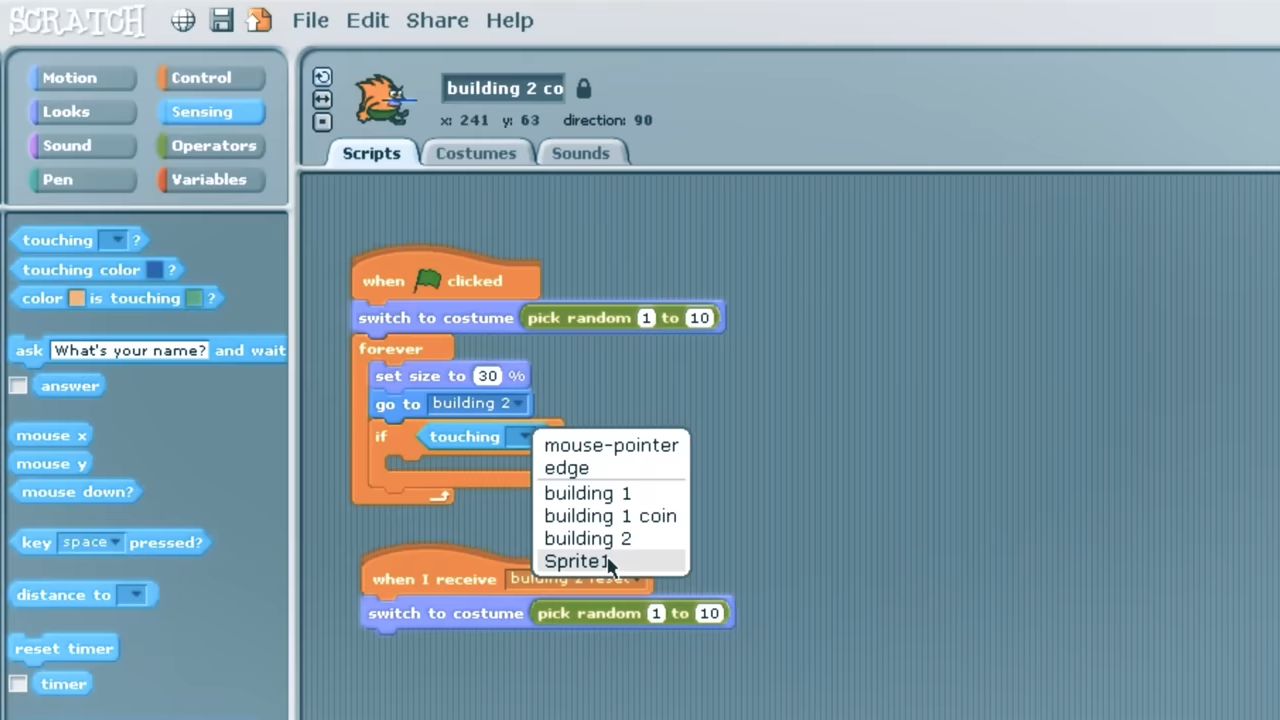 SCRATCH File Edit Share Help
Motion Control
Looks Sensing
Sound Operators
Pen Variables
building 2 co
x: 241 y: 63 direction: 90
Scripts Costumes Sounds
touching ?
touching color ?
color is touching ?
ask What's your name? and wait
answer
mouse x
mouse y
mouse down?
key space pressed?
distance to
reset timer
timer
when clicked
switch to costume pick random 1 to 10
forever
set size to 30 %
go to building 2
if touching
mouse-pointer
edge
building 1
building 1 coin
building 2
Sprite1
when I receive building 2 reset
switch to costume pick random 1 to 10